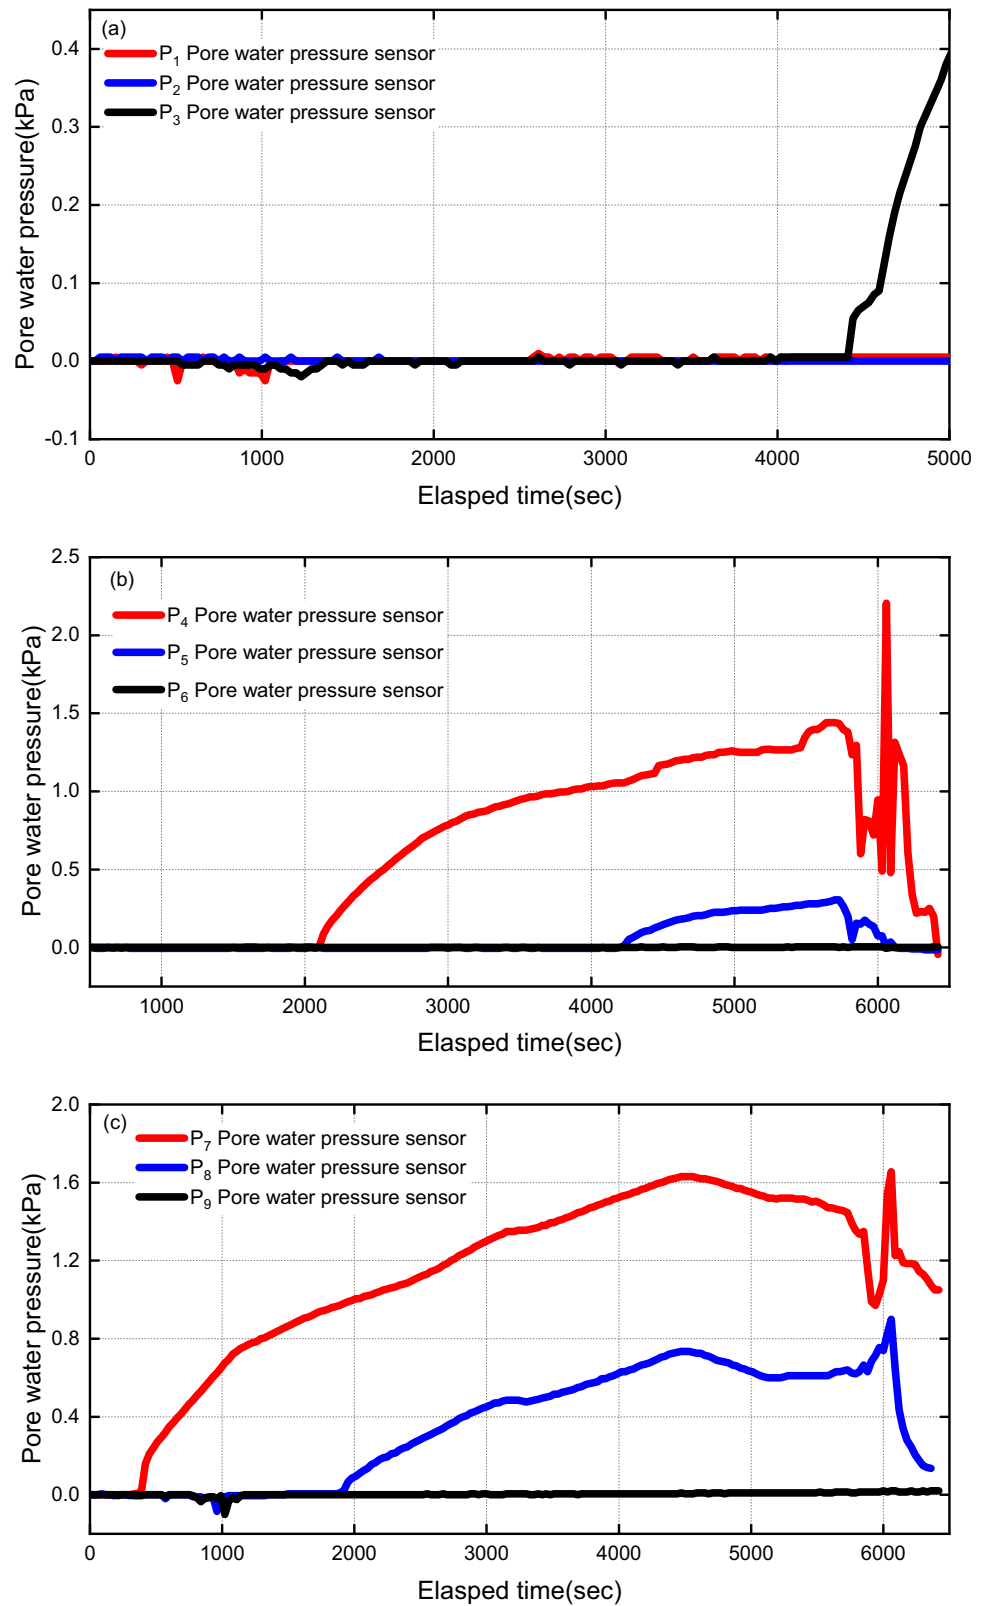 (a)
P1 Pore water pressure sensor
P2 Pore water pressure sensor
P3 Pore water pressure sensor
Pore water pressure(kPa)
0.4
0.3
0.2
0.1
0.0
-0.1
0 1000 2000 3000 4000 5000
Elasped time(sec)
(b)
P4 Pore water pressure sensor
P5 Pore water pressure sensor
P6 Pore water pressure sensor
Pore water pressure(kPa)
2.5
2.0
1.5
1.0
0.5
0.0
1000 2000 3000 4000 5000 6000
Elasped time(sec)
(c)
P7 Pore water pressure sensor
P8 Pore water pressure sensor
P9 Pore water pressure sensor
Pore water pressure(kPa)
2.0
1.6
1.2
0.8
0.4
0.0
0 1000 2000 3000 4000 5000 6000
Elasped time(sec)